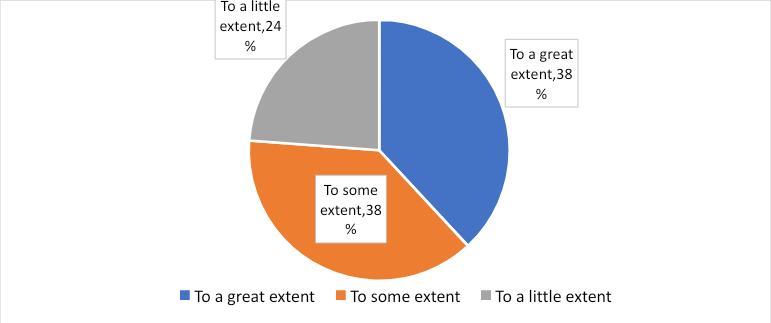 To a little
extent,24
%
To a great
extent,38
%
To some
extent,38
%
To a great extent To some extent To a little extent